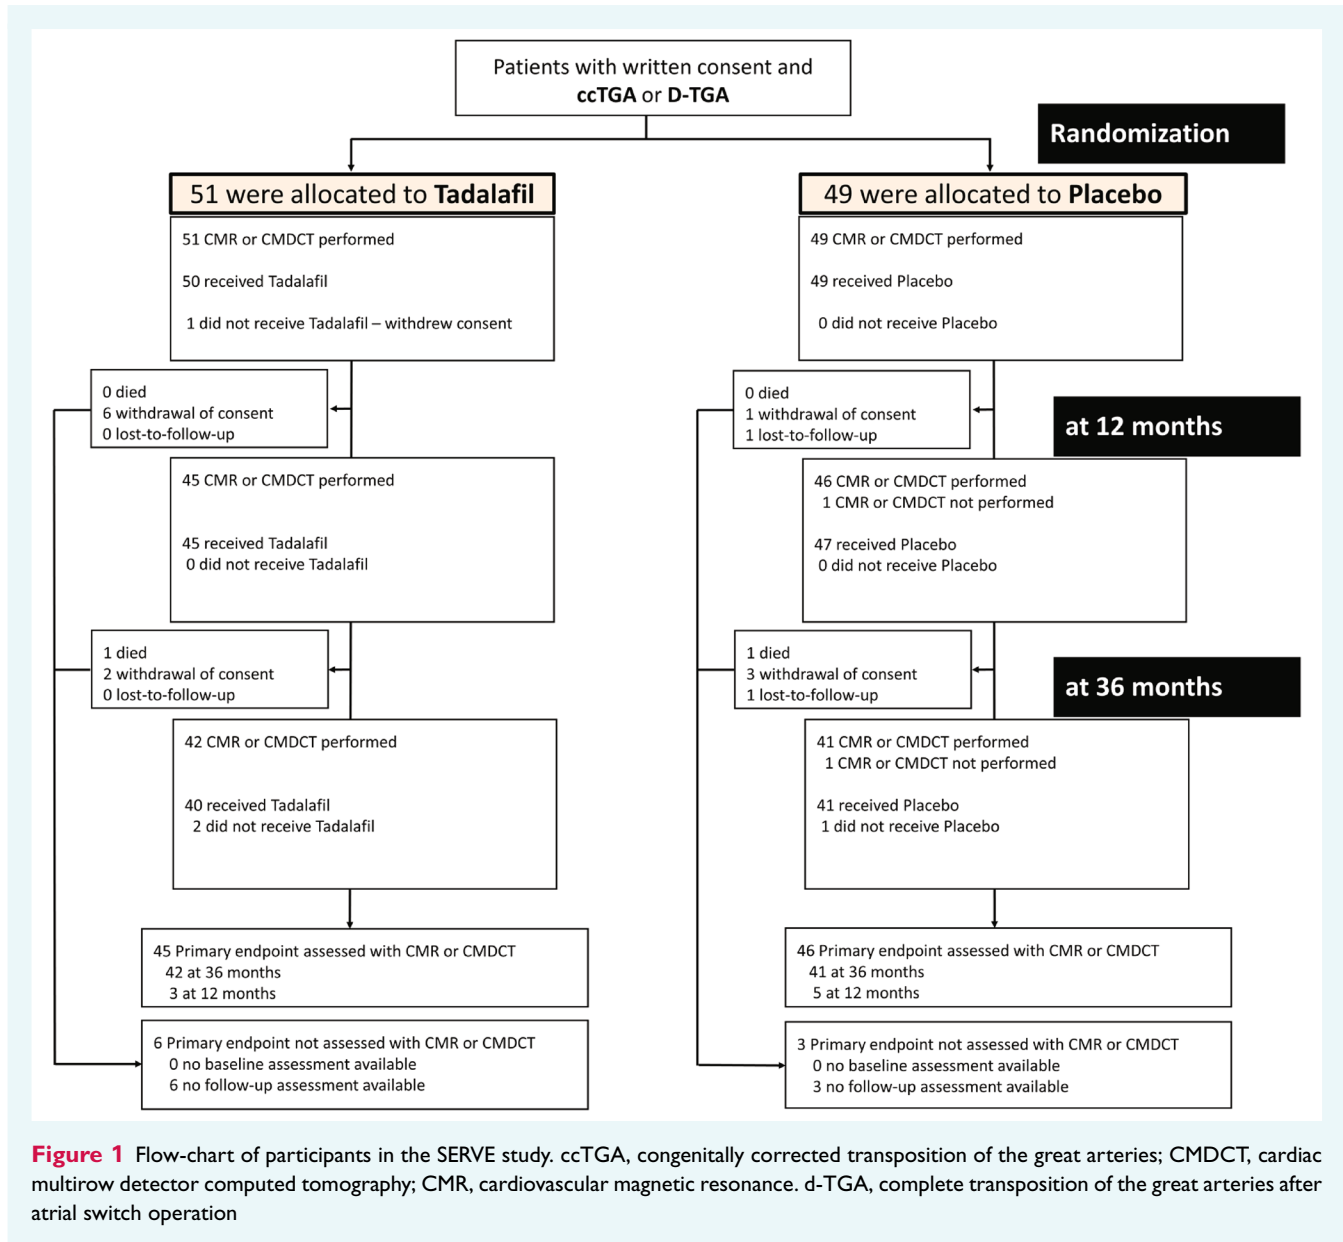 Patients with written consent and
ccTGA or D-TGA
Randomization
51 were allocated to Tadalafil
51 CMR or CMDCT performed
50 received Tadalafil
1 did not receive Tadalafil – withdrew consent
49 were allocated to Placebo
49 CMR or CMDCT performed
49 received Placebo
0 did not receive Placebo
0 died
6 withdrawal of consent
0 lost-to-follow-up
0 died
1 withdrawal of consent
1 lost-to-follow-up
at 12 months
45 CMR or CMDCT performed
45 received Tadalafil
0 did not receive Tadalafil
46 CMR or CMDCT performed
1 CMR or CMDCT not performed
47 received Placebo
0 did not receive Placebo
1 died
2 withdrawal of consent
0 lost-to-follow-up
1 died
3 withdrawal of consent
1 lost-to-follow-up
at 36 months
42 CMR or CMDCT performed
40 received Tadalafil
2 did not receive Tadalafil
41 CMR or CMDCT performed
1 CMR or CMDCT not performed
41 received Placebo
1 did not receive Placebo
45 Primary endpoint assessed with CMR or CMDCT
42 at 36 months
3 at 12 months
46 Primary endpoint assessed with CMR or CMDCT
41 at 36 months
5 at 12 months
6 Primary endpoint not assessed with CMR or CMDCT
0 no baseline assessment available
6 no follow-up assessment available
3 Primary endpoint not assessed with CMR or CMDCT
0 no baseline assessment available
3 no follow-up assessment available
Figure 1 Flow-chart of participants in the SERVE study. ccTGA, congenitally corrected transposition of the great arteries; CMDCT, cardiac
multirow detector computed tomography; CMR, cardiovascular magnetic resonance. d-TGA, complete transposition of the great arteries after
atrial switch operation